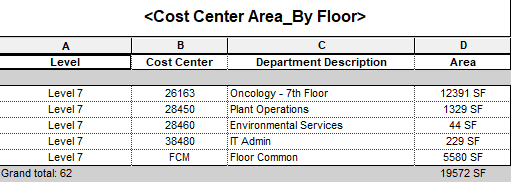 <Cost Center Area_By Floor>
A B C D
Level Cost Center Department Description Area
Level 7 26163 Oncology - 7th Floor 12391 SF
Level 7 28450 Plant Operations 1329 SF
Level 7 28460 Environmental Services 44 SF
Level 7 38480 IT Admin 229 SF
Level 7 FCM Floor Common 5580 SF
Grand total: 62 19572 SF